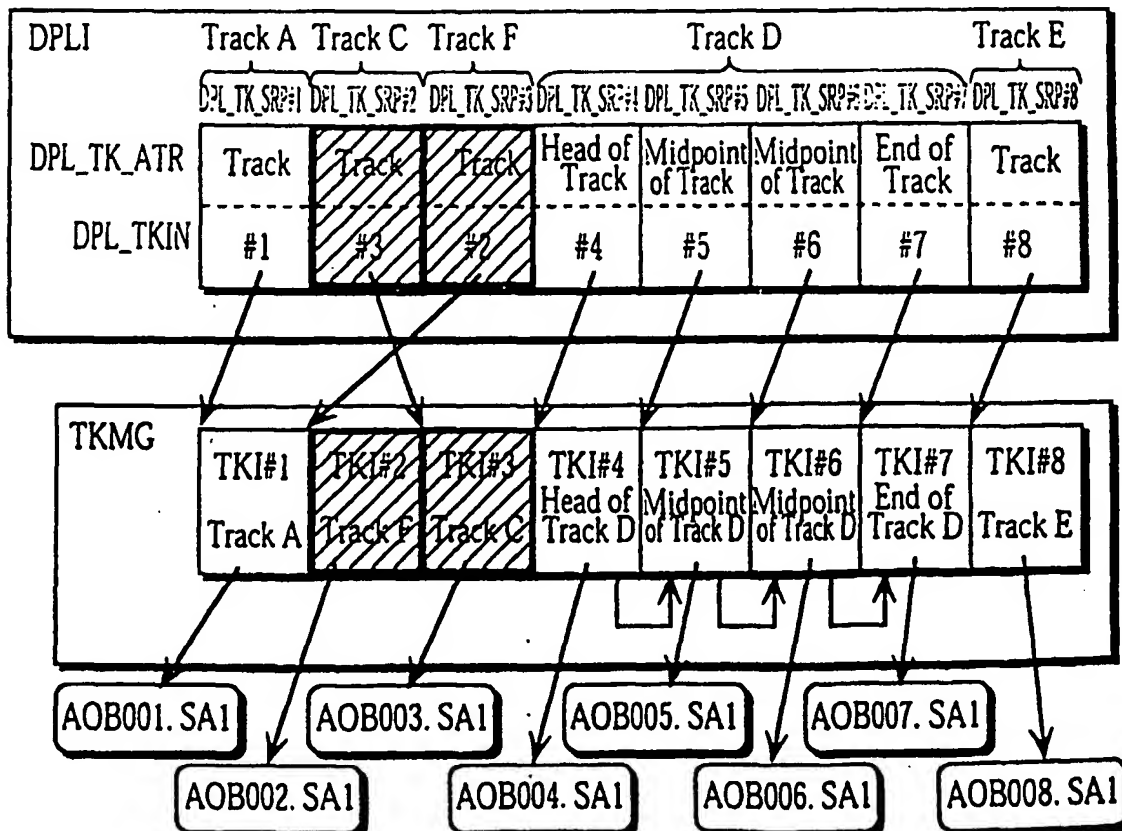 DPLI Track A Track C Track F Track D Track E
DPL_TK_SRP#1 DPL_TK_SRP#2 DPL_TK_SRP#3 DPL_TK_SRP#4 DPL_TK_SRP#5 DPL_TK_SRP#6 DPL_TK_SRP#7 DPL_TK_SRP#8
DPL_TK_ATR Track Track Track Head of Track Midpoint of Track Midpoint of Track End of Track Track
DPL_TKIN #1 #3 #2 #4 #5 #6 #7 #8
TKMG
TKI#1 TKI#2 TKI#3 TKI#4 TKI#5 TKI#6 TKI#7 TKI#8
Track A Track F Track C Head of Track D Midpoint of Track D Midpoint of Track D End of Track D Track E
AOB001. SA1 AOB003. SA1 AOB005. SA1 AOB007. SA1
AOB002. SA1 AOB004. SA1 AOB006. SA1 AOB008. SA1